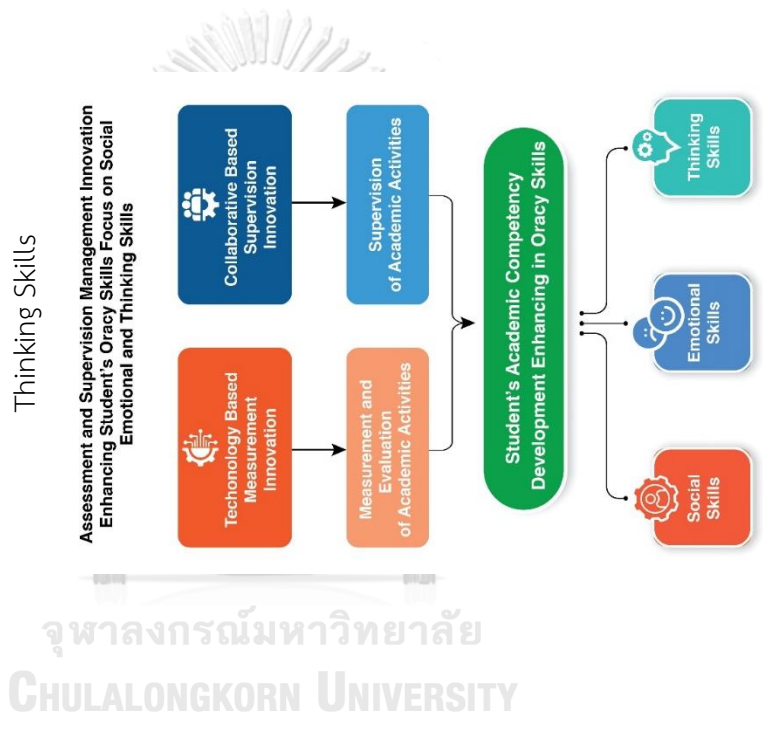 Thinking Skills
Assessment and Supervision Management Innovation
Enhancing Student's Oracy Skills Focus on Social
Emotional and Thinking Skills
Techonology Based
Measurement
Innovation
Collaborative Based
Supervision
Innovation
Measurement and
Evaluation
of Academic Activities
Supervision
of Academic Activities
Student's Academic Competency
Development Enhancing in Oracy Skills
Social
Skills
Emotional
Skills
Thinking
Skills
จุฬาลงกรณ์มหาวิทยาลัย
CHULALONGKORN UNIVERSITY